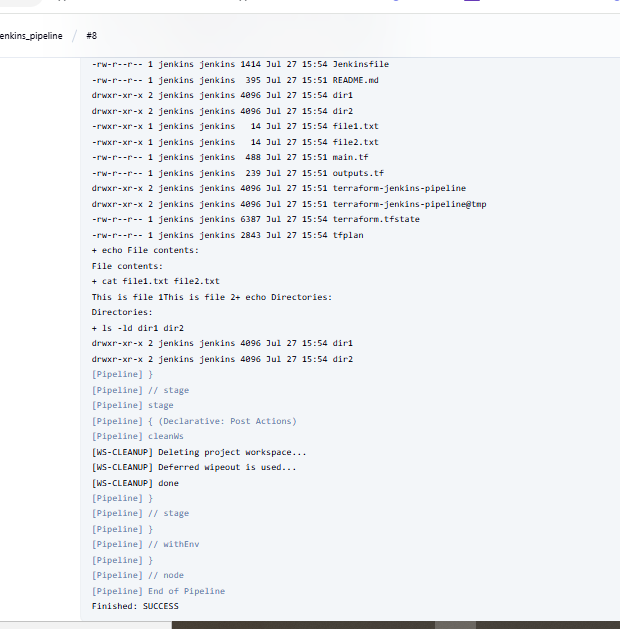 enkins_pipeline / #8
-rw-r--r-- 1 jenkins jenkins 1414 Jul 27 15:54 Jenkinsfile
-rw-r--r-- 1 jenkins jenkins  395 Jul 27 15:51 README.md
drwxr-xr-x 2 jenkins jenkins 4096 Jul 27 15:54 dir1
drwxr-xr-x 2 jenkins jenkins 4096 Jul 27 15:54 dir2
-rwxr-xr-x 1 jenkins jenkins   14 Jul 27 15:54 file1.txt
-rwxr-xr-x 1 jenkins jenkins   14 Jul 27 15:54 file2.txt
-rw-r--r-- 1 jenkins jenkins  488 Jul 27 15:51 main.tf
-rw-r--r-- 1 jenkins jenkins  239 Jul 27 15:51 outputs.tf
drwxr-xr-x 2 jenkins jenkins 4096 Jul 27 15:51 terraform-jenkins-pipeline
drwxr-xr-x 2 jenkins jenkins 4096 Jul 27 15:51 terraform-jenkins-pipeline@tmp
-rw-r--r-- 1 jenkins jenkins 6387 Jul 27 15:54 terraform.tfstate
-rw-r--r-- 1 jenkins jenkins 2843 Jul 27 15:54 tfplan
+ echo File contents:
File contents:
+ cat file1.txt file2.txt
This is file 1This is file 2+ echo Directories:
Directories:
+ ls -ld dir1 dir2
drwxr-xr-x 2 jenkins jenkins 4096 Jul 27 15:54 dir1
drwxr-xr-x 2 jenkins jenkins 4096 Jul 27 15:54 dir2
[Pipeline] }
[Pipeline] // stage
[Pipeline] stage
[Pipeline] { (Declarative: Post Actions)
[Pipeline] cleanWs
[WS-CLEANUP] Deleting project workspace...
[WS-CLEANUP] Deferred wipeout is used...
[WS-CLEANUP] done
[Pipeline] }
[Pipeline] // stage
[Pipeline] }
[Pipeline] // withEnv
[Pipeline] }
[Pipeline] // node
[Pipeline] End of Pipeline
Finished: SUCCESS